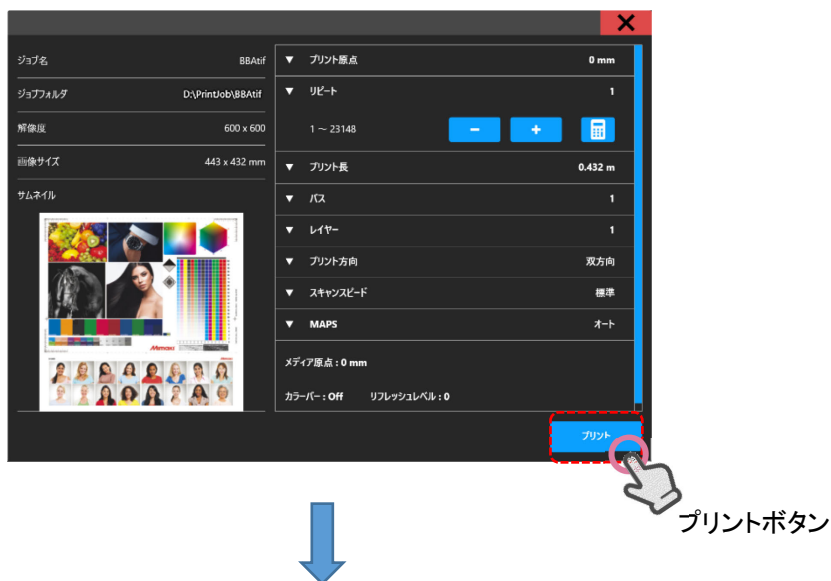 ジョブ名 BBAtif
ジョブフォルダ D:\PrintJob\BBAtif
解像度 600 x 600
画像サイズ 443 x 432 mm
サムネイル
Mimaki
▼ プリント原点 0 mm
▼ リピート 1
1 ～ 23148 - +
▼ プリント長 0.432 m
▼ パス 1
▼ レイヤー 1
▼ プリント方向 双方向
▼ スキャンスピード 標準
▼ MAPS オート
メディア原点 : 0 mm
カラーバー : Off リフレッシュレベル : 0
プリント
プリントボタン